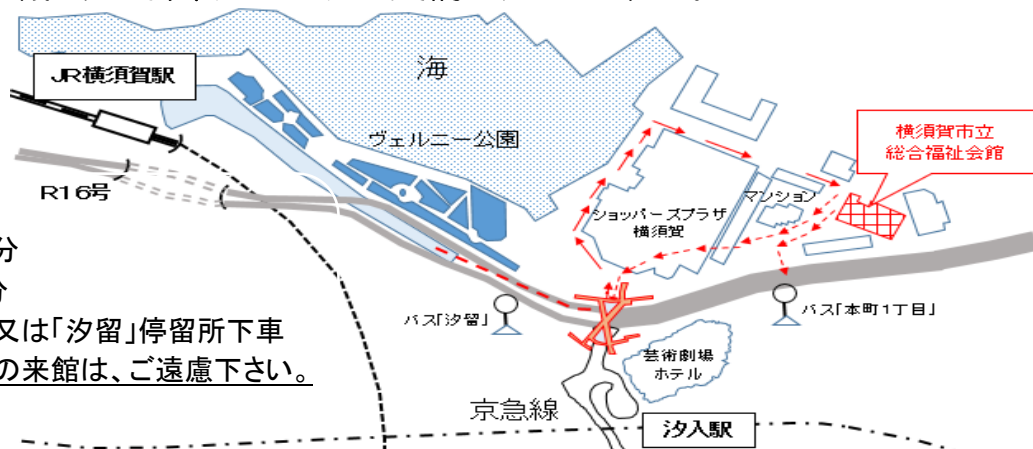 海
JR横須賀駅
ヴェルニー公園
横須賀市立
総合福祉会館
R16号
マンション
ショッパーズプラザ
横須賀
分
分
バス「汐留」
バス「本町1丁目」
又は「汐留」停留所下車
の来館は、ご遠慮下さい。
芸術劇場
ホテル
京急線
汐入駅